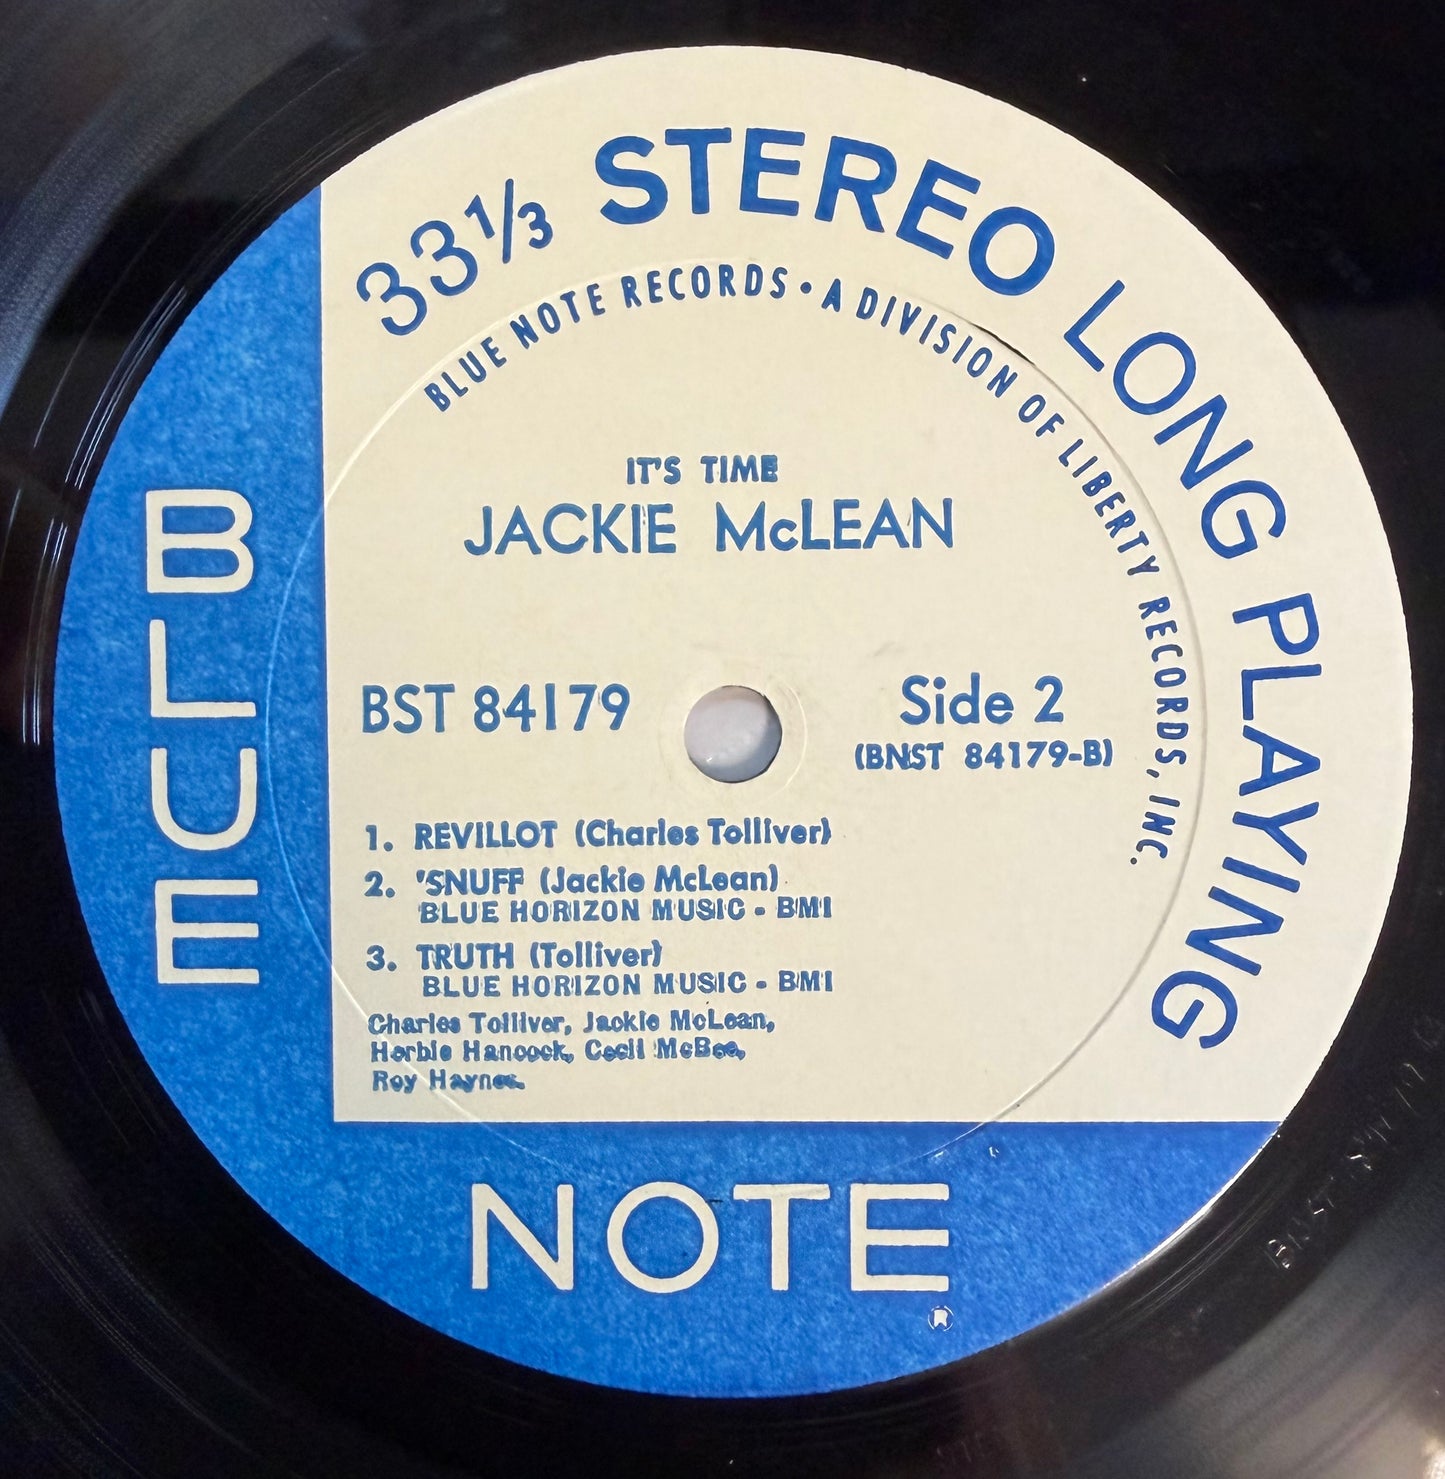 33 1/3 STEREO LONG PLAYING
BLUE NOTE RECORDS • A DIVISION OF LIBERTY RECORDS, INC.
IT'S TIME
JACKIE McLEAN
BST 84179
Side 2
(BNST 84179-B)
1. REVILLOT (Charles Tolliver)
2. 'SNUFF (Jackie McLean)
BLUE HORIZON MUSIC - BMI
3. TRUTH (Tolliver)
BLUE HORIZON MUSIC - BMI
Charles Tolliver, Jackie McLean,
Herbie Hancock, Cecil McBee,
Roy Haynes.
BLUE
NOTE
®